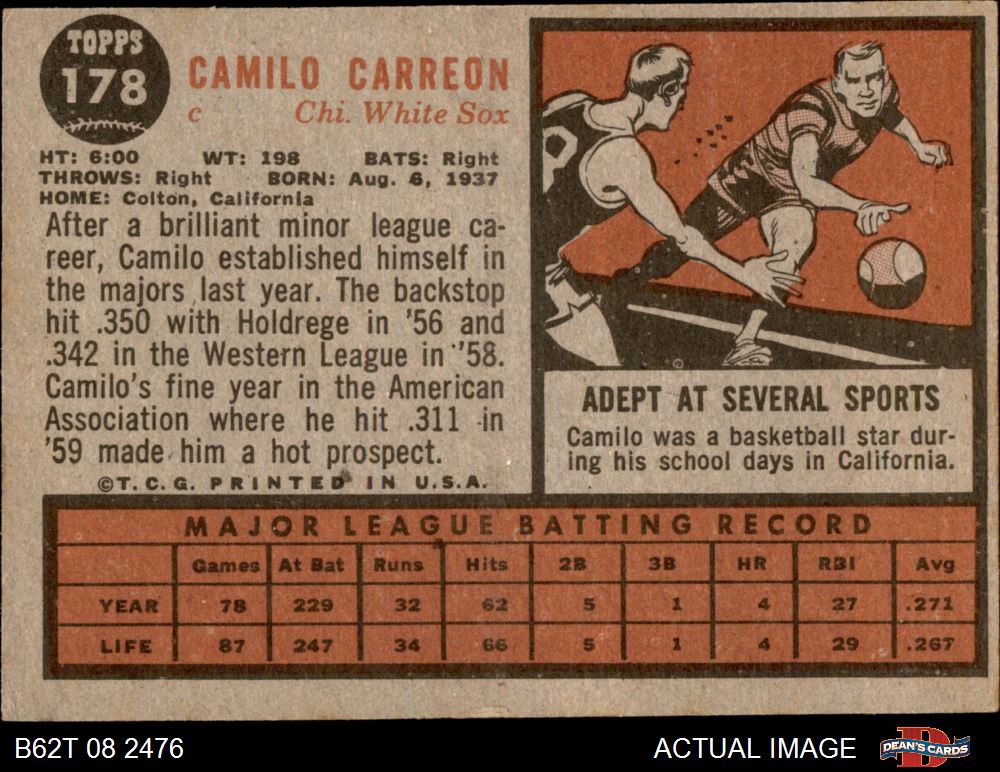 TOPPS
178
CAMILO CARREON
c Chi. White Sox
HT: 6:00 WT: 198 BATS: Right
THROWS: Right BORN: Aug. 6, 1937
HOME: Colton, California
After a brilliant minor league ca-
reer, Camilo established himself in
the majors last year. The backstop
hit .350 with Holdrege in '56 and
.342 in the Western League in '58.
Camilo's fine year in the American
Association where he hit .311 in
'59 made him a hot prospect.
©T.C.G. PRINTED IN U.S.A.
ADEPT AT SEVERAL SPORTS
Camilo was a basketball star dur-
ing his school days in California.
MAJOR LEAGUE BATTING RECORD
Games At Bat Runs Hits 2B 3B HR RBI Avg
YEAR 78 229 32 62 5 1 4 27 .271
LIFE 87 247 34 66 5 1 4 29 .267
B62T 08 2476 ACTUAL IMAGE DEAN'S CARDS